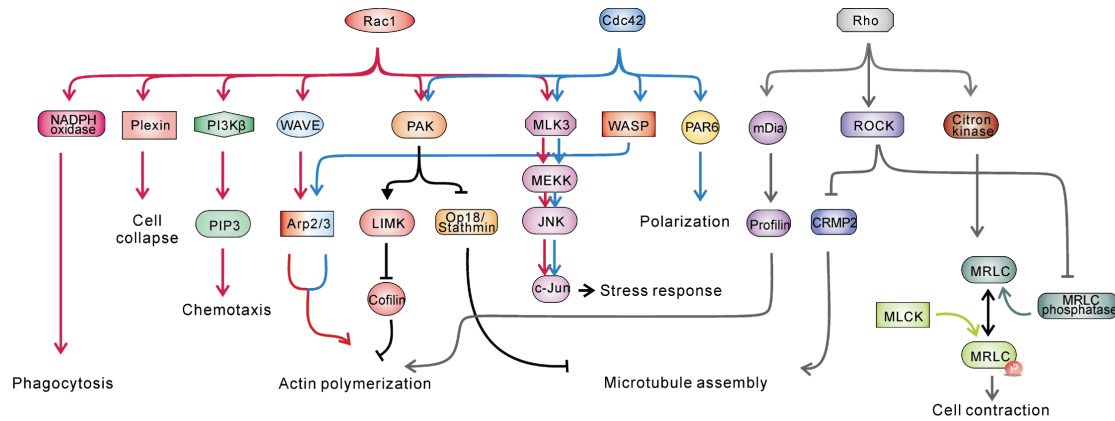 Rac1
Cdc42
Rho
NADPH
oxidase
Plexin
PI3Kβ
WAVE
PAK
MLK3
WASP
PAR6
mDia
ROCK
Citron
kinase
MEKK
Cell
collapse
PIP3
Arp2/3
LIMK
Op18/
Stathmin
JNK
Polarization
Profilin
CRMP2
MRLC
c-Jun
Stress response
Cofilin
Chemotaxis
MLCK
MRLC
phosphatase
MRLC
P
Phagocytosis
Actin polymerization
Microtubule assembly
Cell contraction